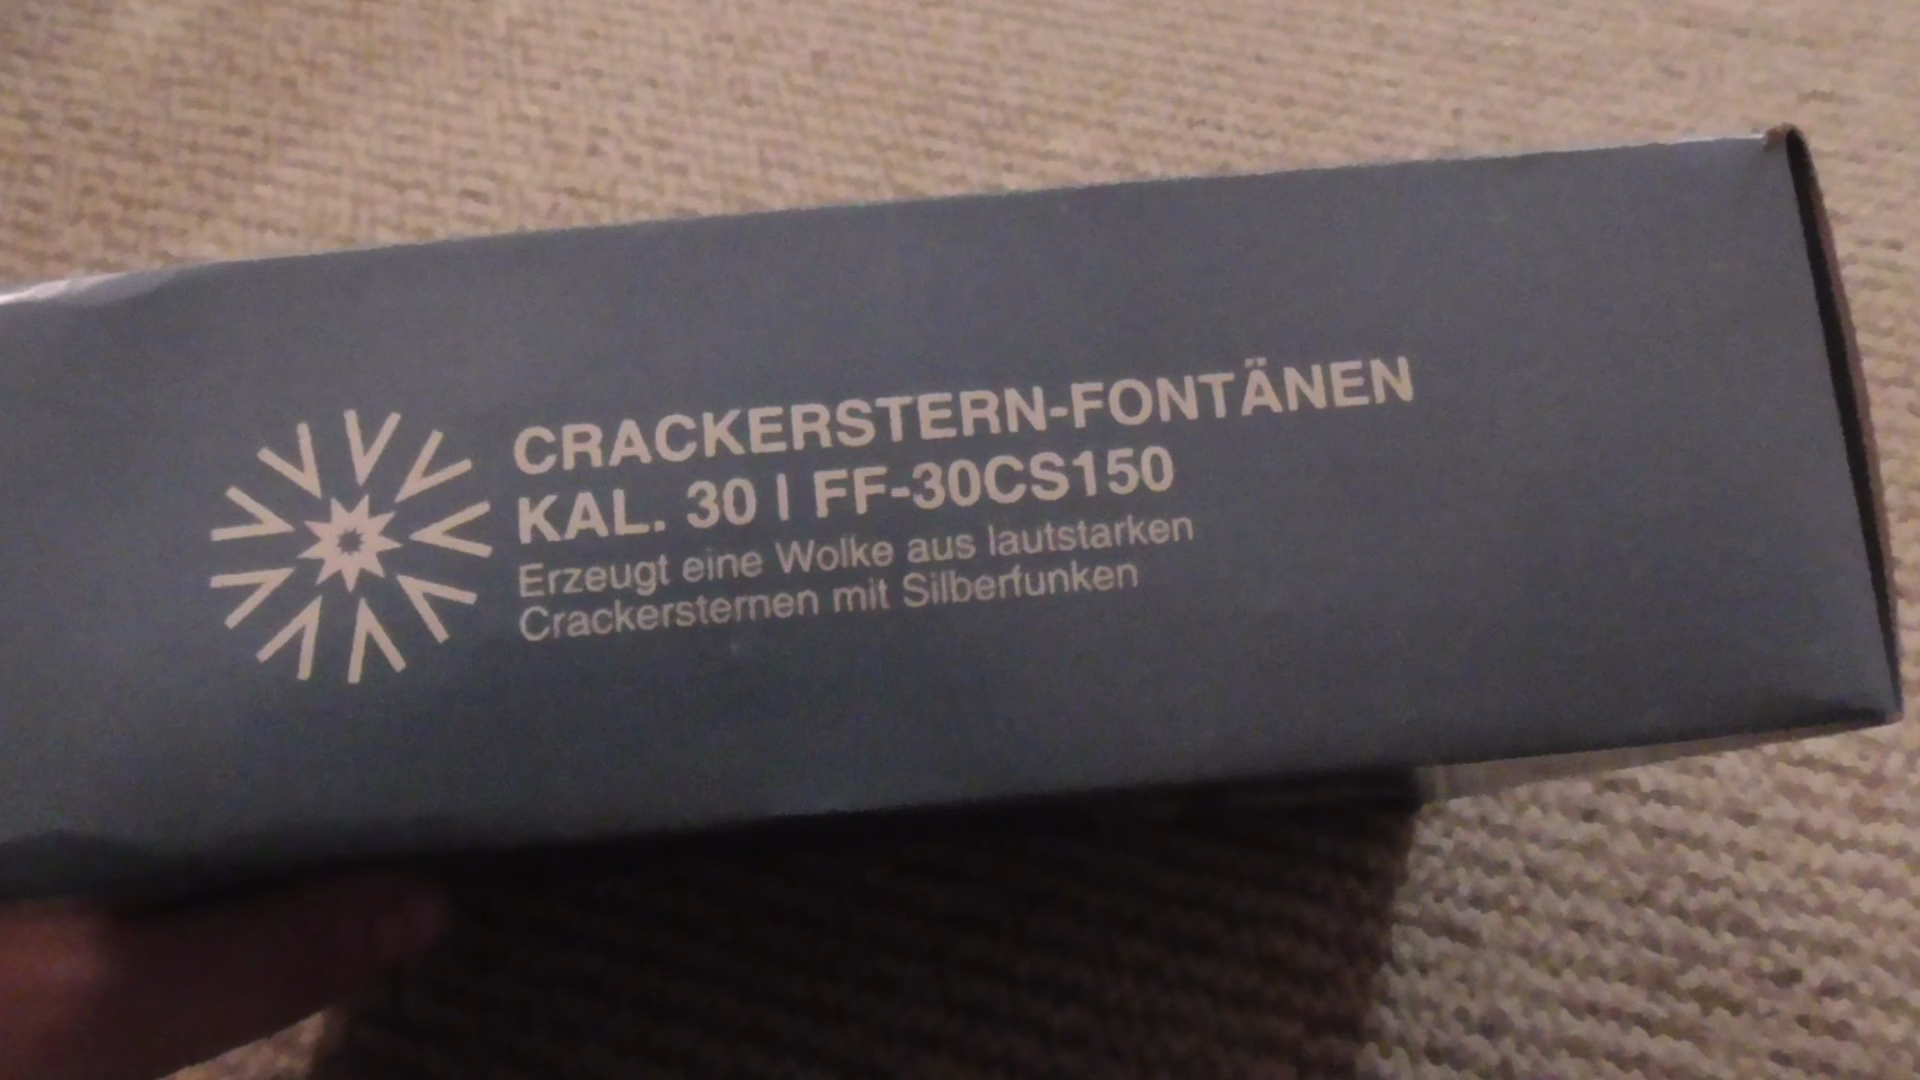 CRACKERSTERN-FONTÄNEN
KAL. 30 | FF-30CS150
Erzeugt eine Wolke aus lautstarken
Crackersternen mit Silberfunken